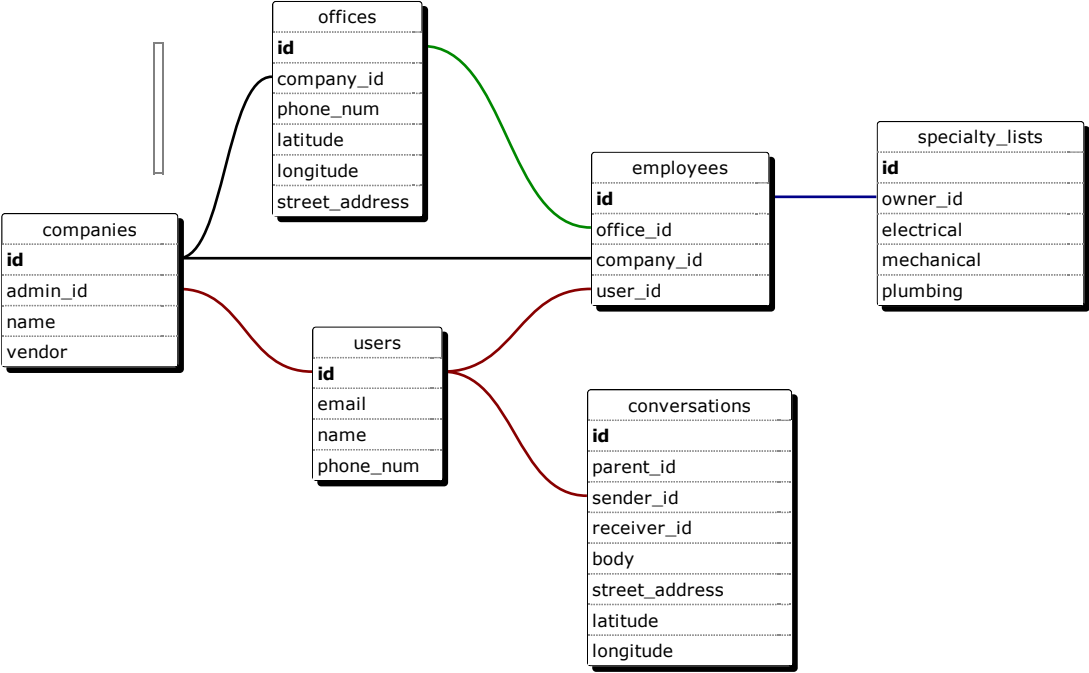 offices
id
company_id
phone_num
latitude
longitude
street_address
companies
id
admin_id
name
vendor
users
id
email
name
phone_num
employees
id
office_id
company_id
user_id
specialty_lists
id
owner_id
electrical
mechanical
plumbing
conversations
id
parent_id
sender_id
receiver_id
body
street_address
latitude
longitude